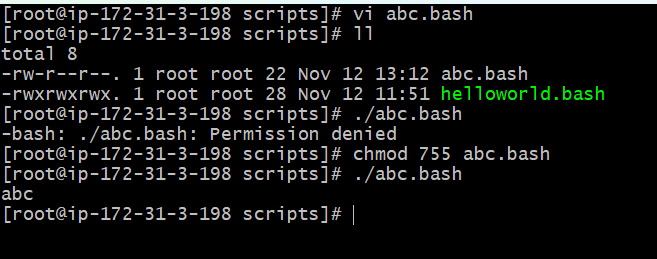 [root@ip-172-31-3-198 scripts]# vi abc.bash
[root@ip-172-31-3-198 scripts]# ll
total 8
-rw-r--r--. 1 root root 22 Nov 12 13:12 abc.bash
-rwxrwxrwx. 1 root root 28 Nov 12 11:51 helloworld.bash
[root@ip-172-31-3-198 scripts]# ./abc.bash
-bash: ./abc.bash: Permission denied
[root@ip-172-31-3-198 scripts]# chmod 755 abc.bash
[root@ip-172-31-3-198 scripts]# ./abc.bash
abc
[root@ip-172-31-3-198 scripts]#